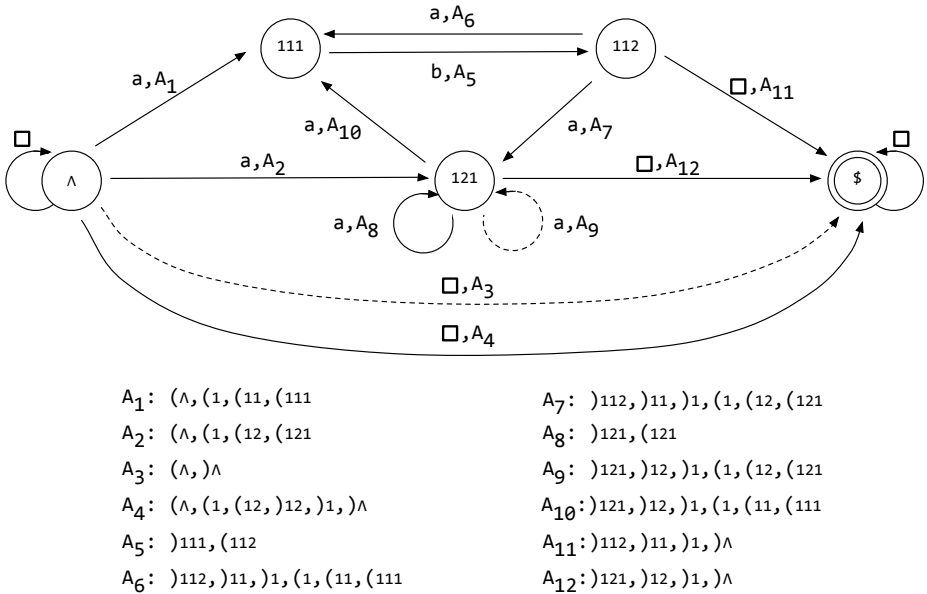 a,A₆
111
112
b,A₅
a,A₁
□,A₁₁
a,A₁₀
a,A₇
□
□
a,A₂
□,A₁₂
Λ
121
$
a,A₈
a,A₉
□,A₃
□,A₄
A₁: (Λ,(1,(11,(111
A₂: (Λ,(1,(12,(121
A₃: (Λ,)Λ
A₄: (Λ,(1,(12,)12,)1,)Λ
A₅: )111,(112
A₆: )112,)11,)1,(1,(11,(111
A₇: )112,)11,)1,(1,(12,(121
A₈: )121,(121
A₉: )121,)12,)1,(1,(12,(121
A₁₀:)121,)12,)1,(1,(11,(111
A₁₁:)112,)11,)1,)Λ
A₁₂:)121,)12,)1,)Λ